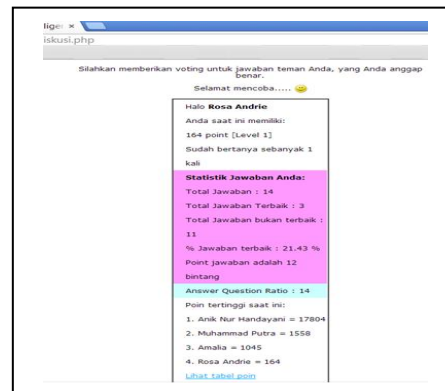 liger ×
iskusi.php
Silahkan memberikan voting untuk jawaban teman Anda, yang Anda anggap
benar.
Selamat mencoba.....
Halo Rosa Andrie
Anda saat ini memiliki:
164 point [Level 1]
Sudah bertanya sebanyak 1
kali
Statistik Jawaban Anda:
Total Jawaban : 14
Total Jawaban Terbaik : 3
Total Jawaban bukan terbaik :
11
% Jawaban terbaik : 21.43 %
Point jawaban adalah 12
bintang
Answer Question Ratio : 14
Poin tertinggi saat ini:
1. Anik Nur Handayani = 17804
2. Muhammad Putra = 1558
3. Amalia = 1045
4. Rosa Andrie = 164
Lihat tabel poin